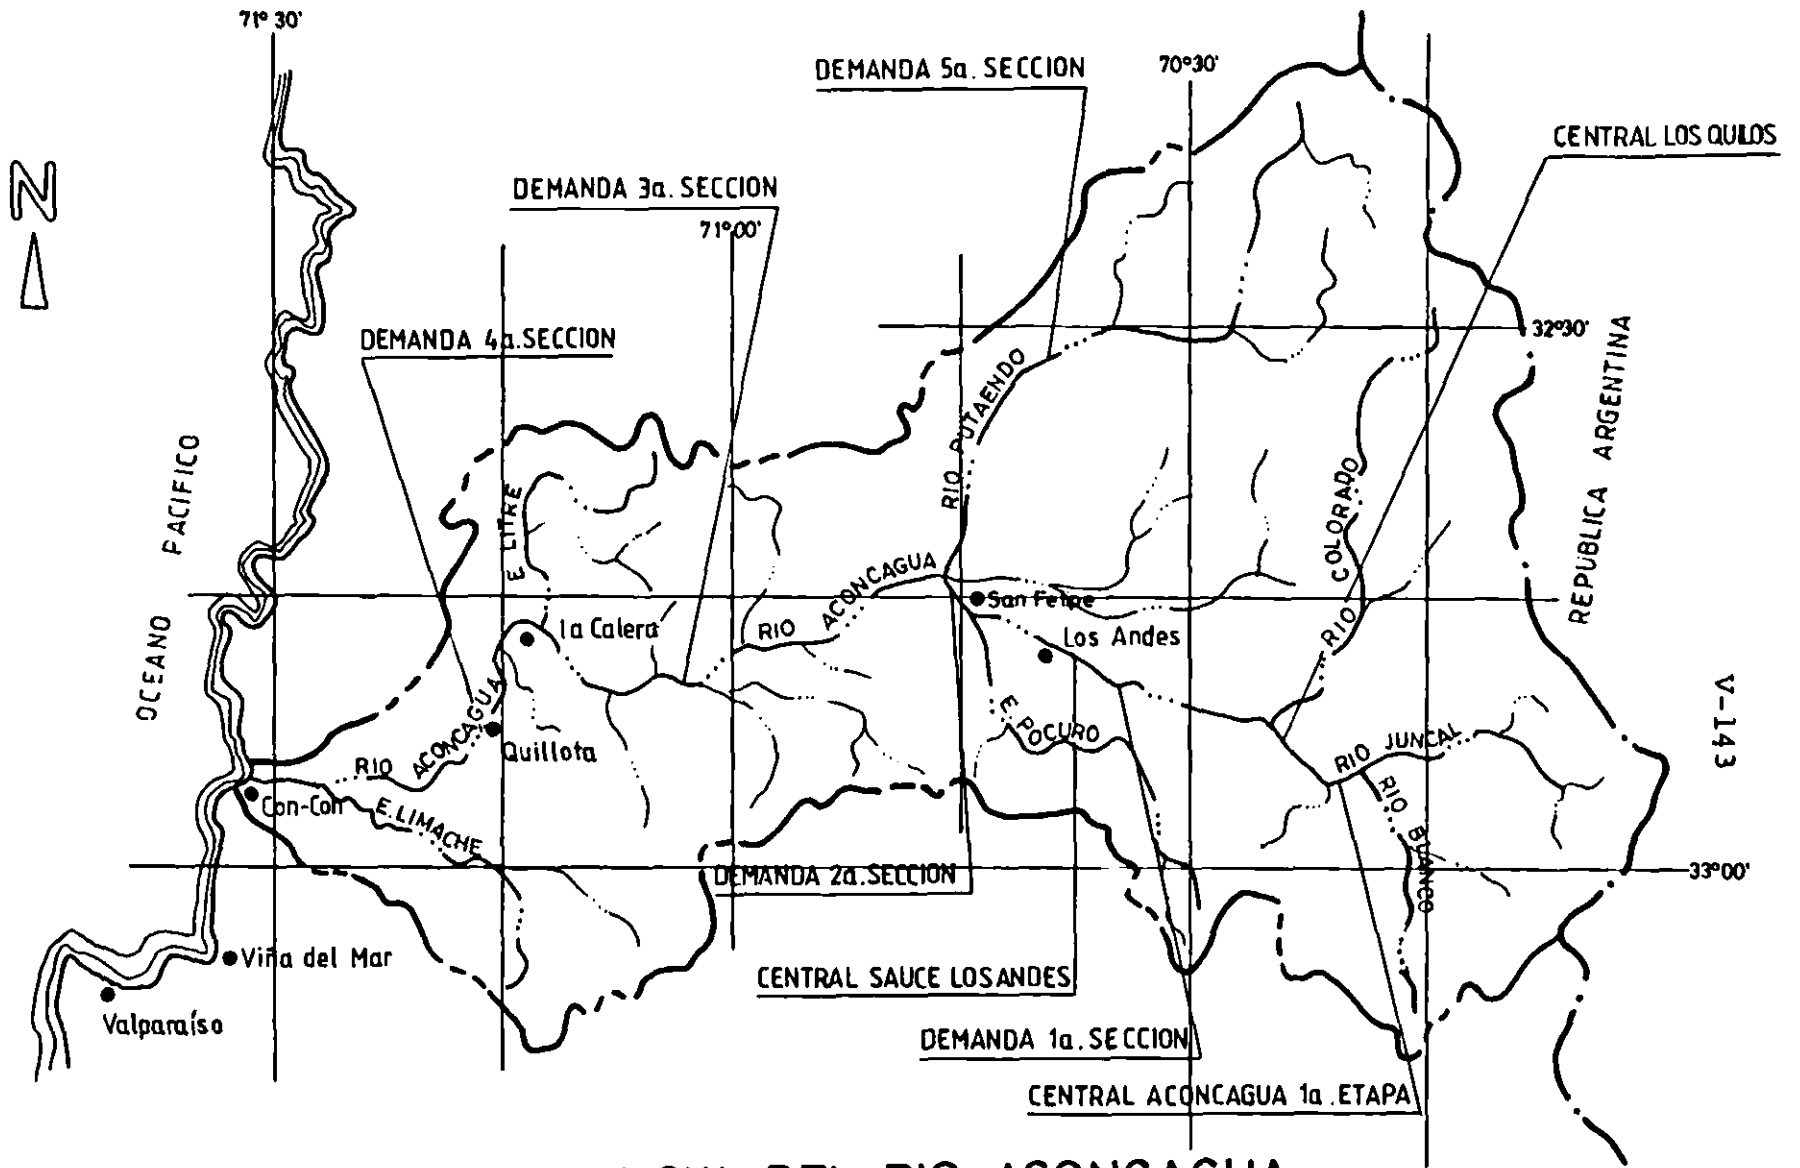 71° 30'
DEMANDA 5a. SECCION
70°30'
CENTRAL LOS QUILOS
N
DEMANDA 3a. SECCION
71°00'
DEMANDA 4a. SECCION
32°30'
RIO PUTAENDO
REPUBLICA ARGENTINA
OCEANO PACIFICO
E LITRE
RIO COLORADO
RIO ACONCAGUA
San Felipe
La Calera
Los Andes
V-143
E. POCURO
RIO JUNCAL
Quillota
RIO ACONCAGUA
RIO BLANCO
Con-Con
E. LIMACHE
DEMANDA 2a. SECCION
33°00'
Viña del Mar
CENTRAL SAUCE LOS ANDES
Valparaíso
DEMANDA 1a. SECCION
CENTRAL ACONCAGUA 1a. ETAPA
DEL RIO ACONCAGUA